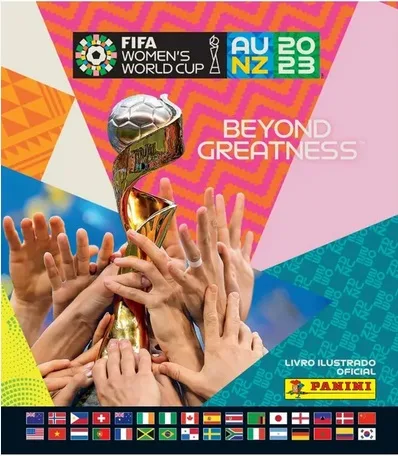 FIFA
WOMEN'S
WORLD CUP
AU 20
NZ 23
BEYOND
GREATNESS
LIVRO ILUSTRADO
OFICIAL
PANINI